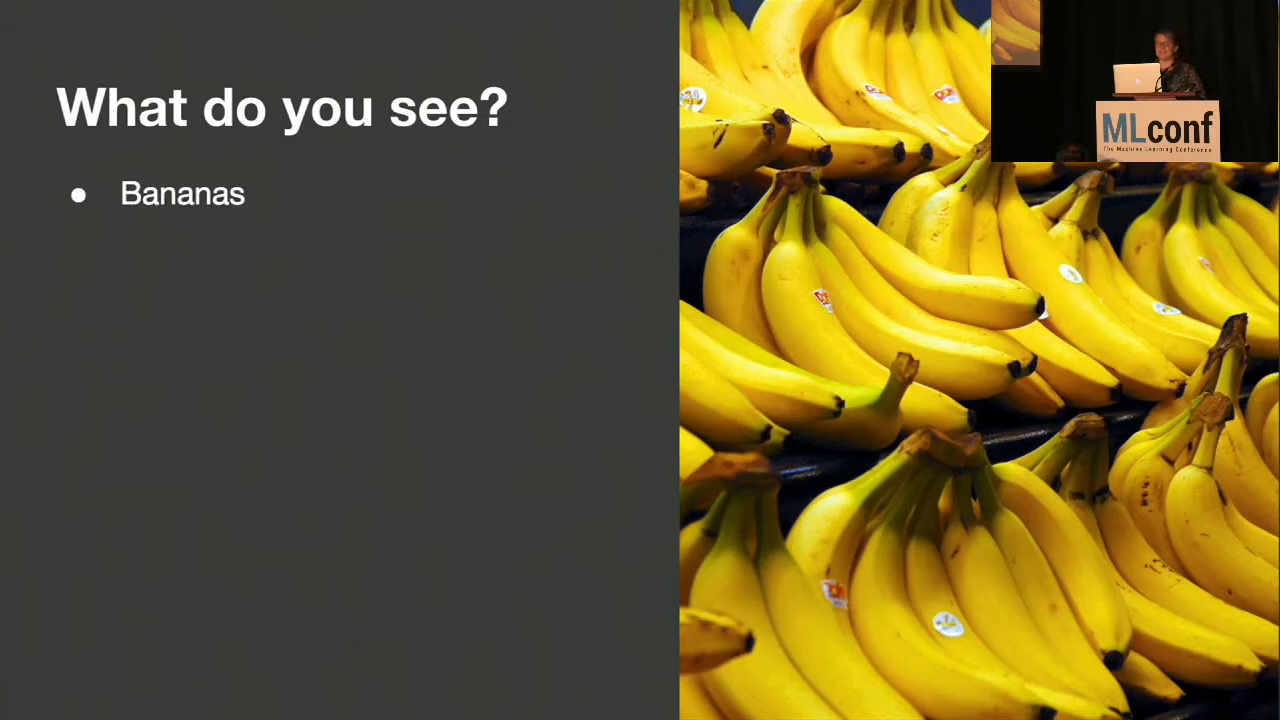 What do you see?
● Bananas
MLconf
The Machine Learning Conference